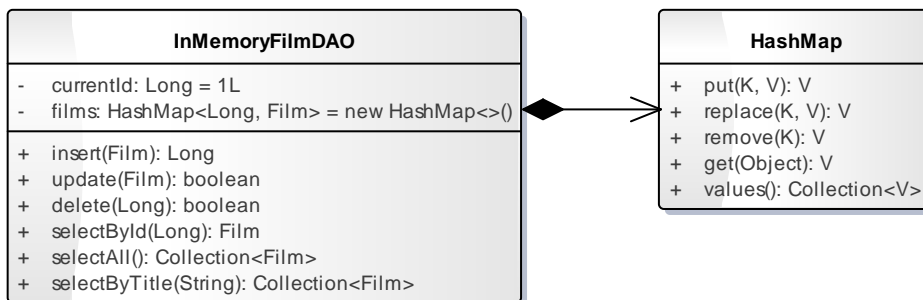 InMemoryFilmDAO
- currentId: Long = 1L
- films: HashMap<Long, Film> = new HashMap<>()
+ insert(Film): Long
+ update(Film): boolean
+ delete(Long): boolean
+ selectById(Long): Film
+ selectAll(): Collection<Film>
+ selectByTitle(String): Collection<Film>
HashMap
+ put(K, V): V
+ replace(K, V): V
+ remove(K): V
+ get(Object): V
+ values(): Collection<V>